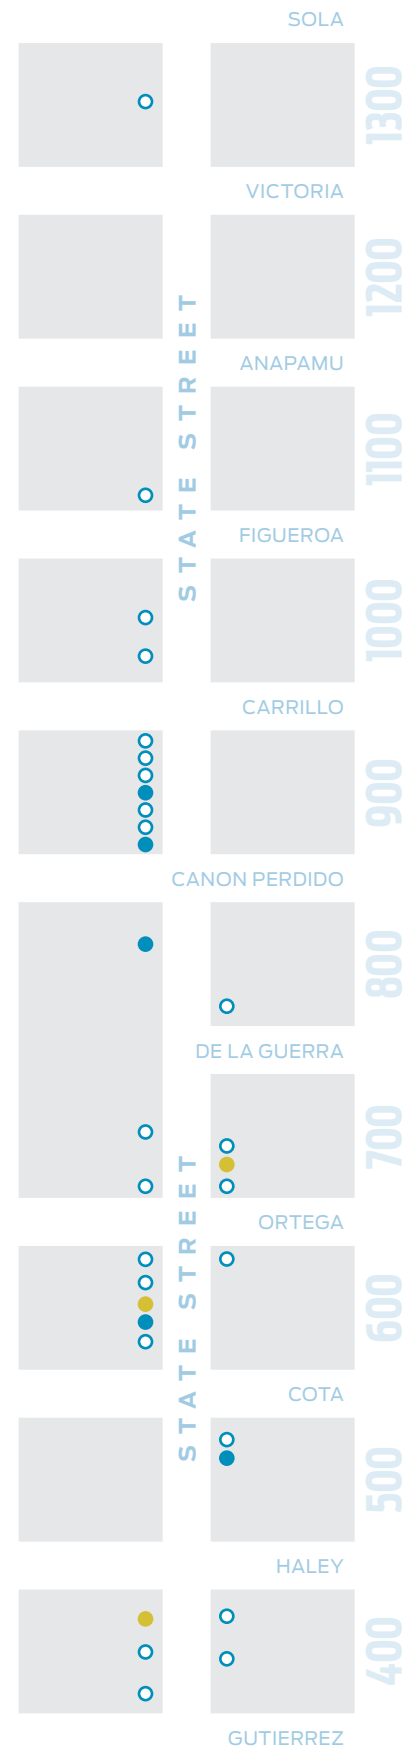 SOLA
1300
VICTORIA
1200
STATE STREET
ANAPAMU
1100
FIGUEROA
1000
CARRILLO
900
CANON PERDIDO
800
DE LA GUERRA
700
STATE STREET
ORTEGA
600
COTA
500
HALEY
400
GUTIERREZ